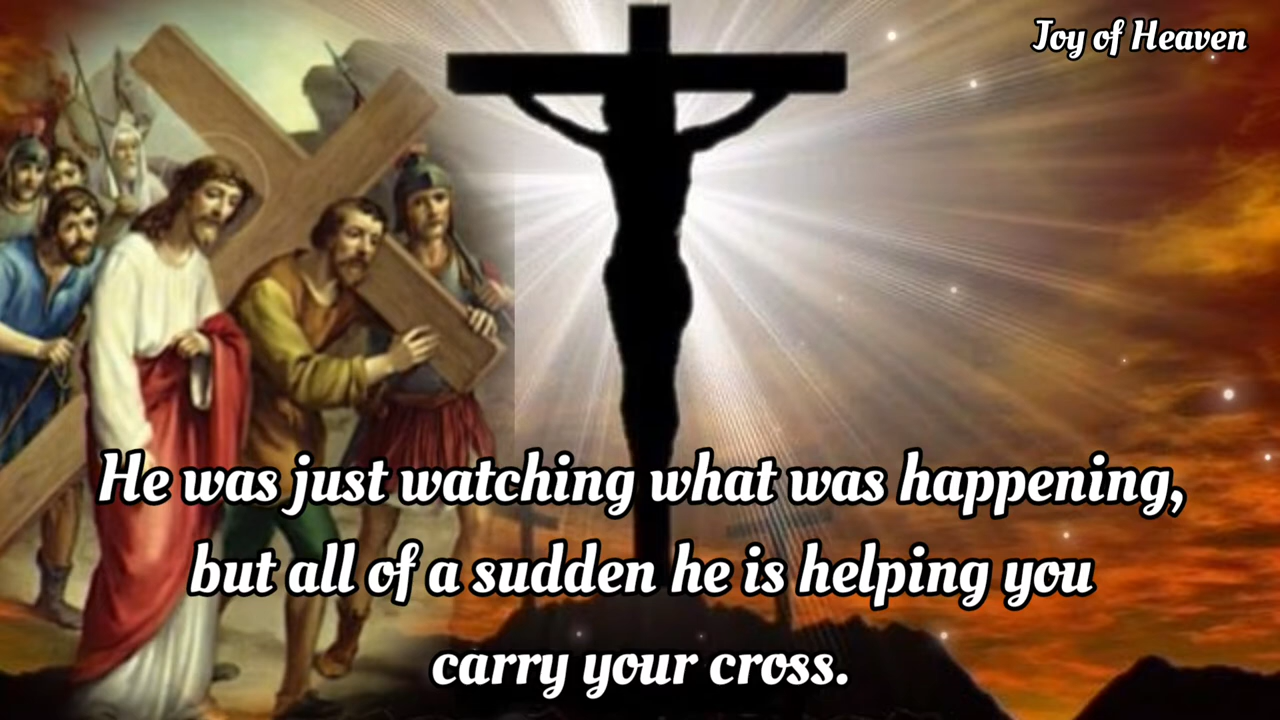 Joy of Heaven
He was just watching what was happening,
but all of a sudden he is helping you
carry your cross.